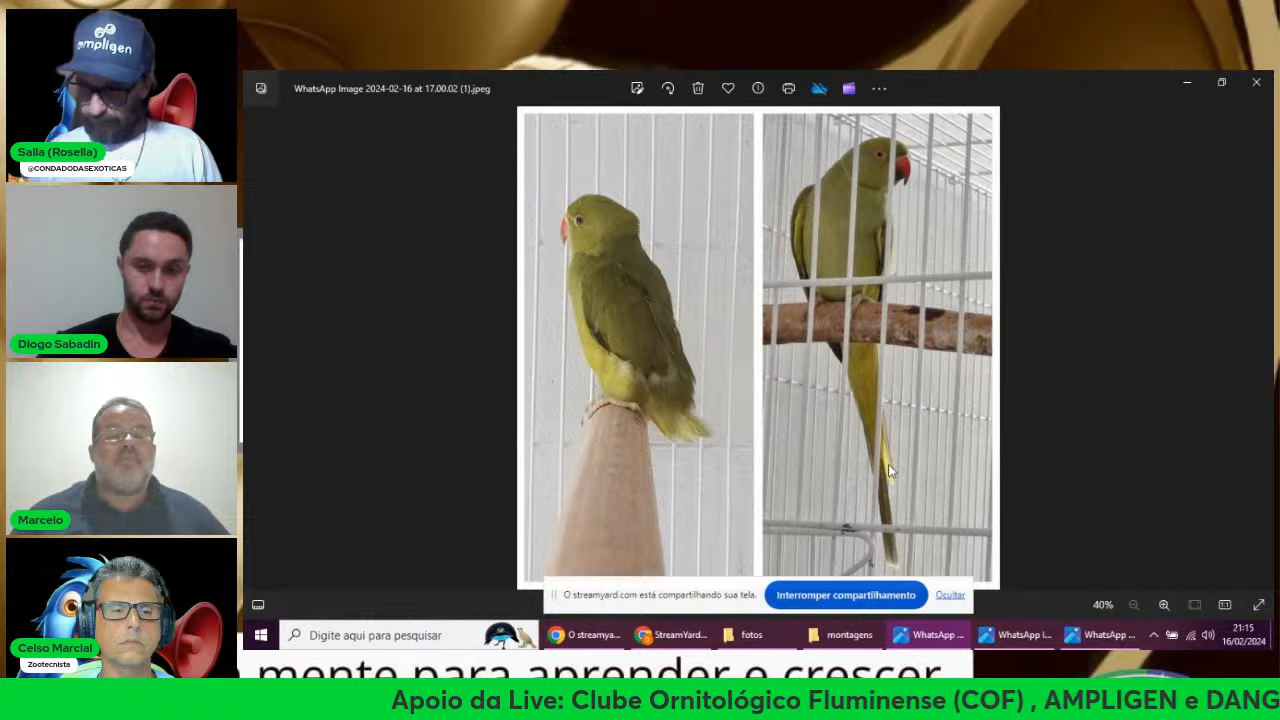 ampligen
Salla (Rosella)
@CONDADODASEXOTICAS
Diogo Sabadin
Marcelo
Celso Marcial
Zootecnista
WhatsApp Image 2024-02-16 at 17.00.02 (1).jpeg
O streamyard.com está compartilhando sua tela.
Interromper compartilhamento
Ocultar
40%
Digite aqui para pesquisar
O streamya...
StreamYard...
fotos
montagens
WhatsApp ...
WhatsApp I...
WhatsApp ...
21:15
16/02/2024
mente para aprender e crescer
Apoio da Live: Clube Ornitológico Fluminense (COF) , AMPLIGEN e DANG